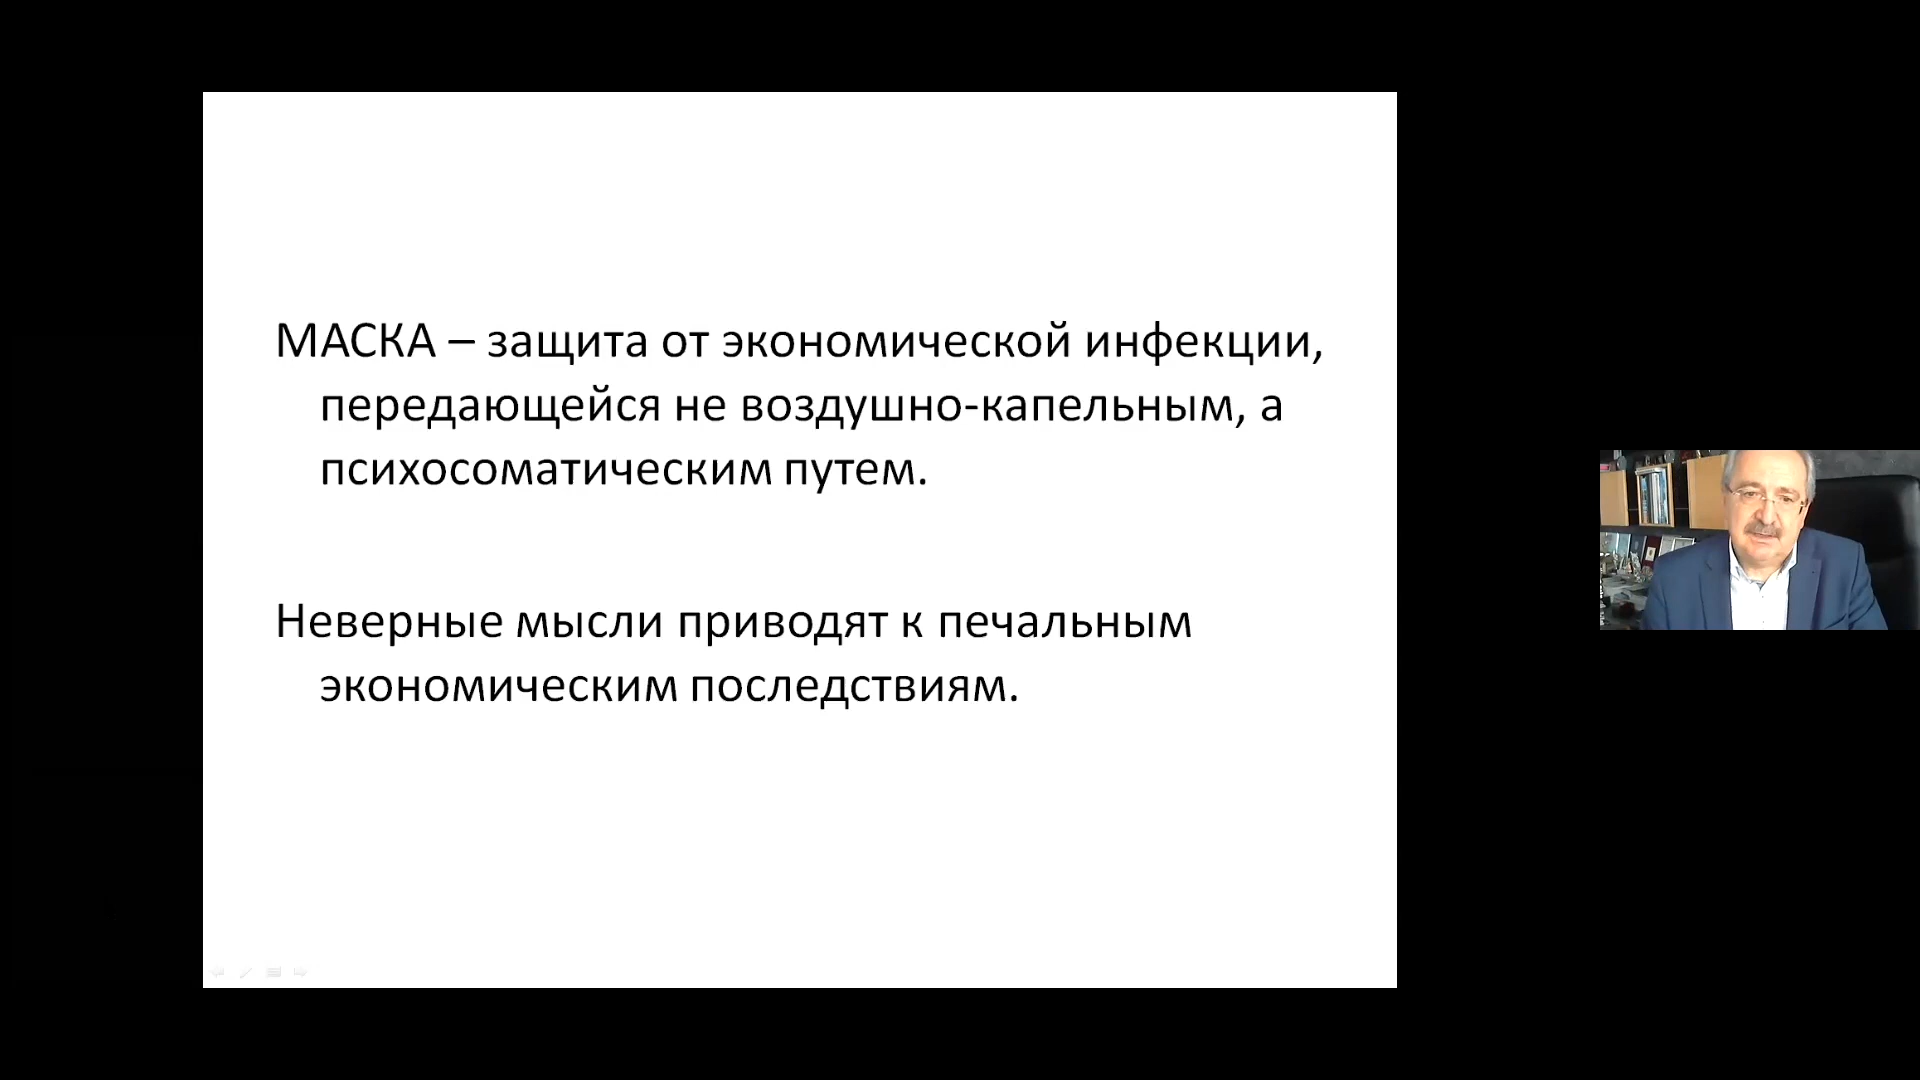 МАСКА – защита от экономической инфекции,
передающейся не воздушно-капельным, а
психосоматическим путем.
Неверные мысли приводят к печальным
экономическим последствиям.